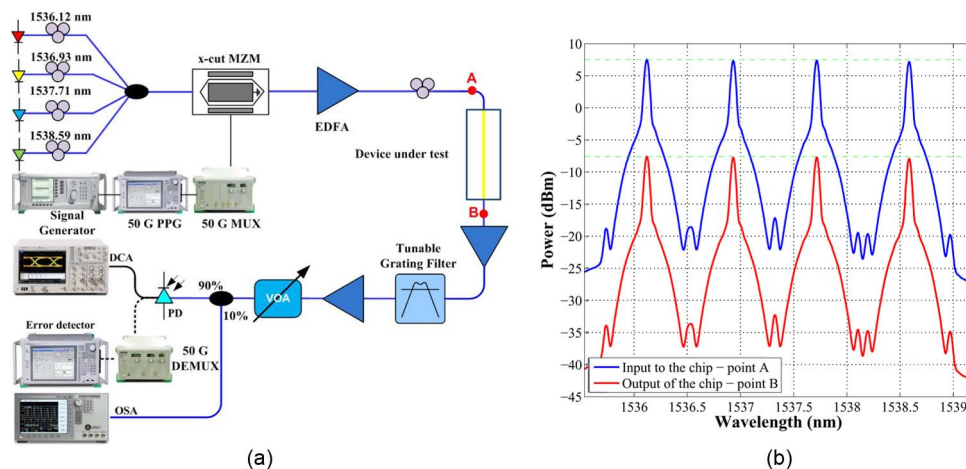 1536.12 nm
1536.93 nm
1537.71 nm
1538.59 nm
x-cut MZM
EDFA
A
Device under test
B
Signal Generator
50 G PPG
50 G MUX
DCA
90%
10%
PD
VOA
Tunable
Grating Filter
Error detector
50 G
DEMUX
OSA
(a)
Power (dBm)
10
5
0
−5
−10
−15
−20
−25
−30
−35
−40
−45
Input to the chip − point A
Output of the chip − point B
1536
1536.5
1537
1537.5
1538
1538.5
1539
Wavelength (nm)
(b)